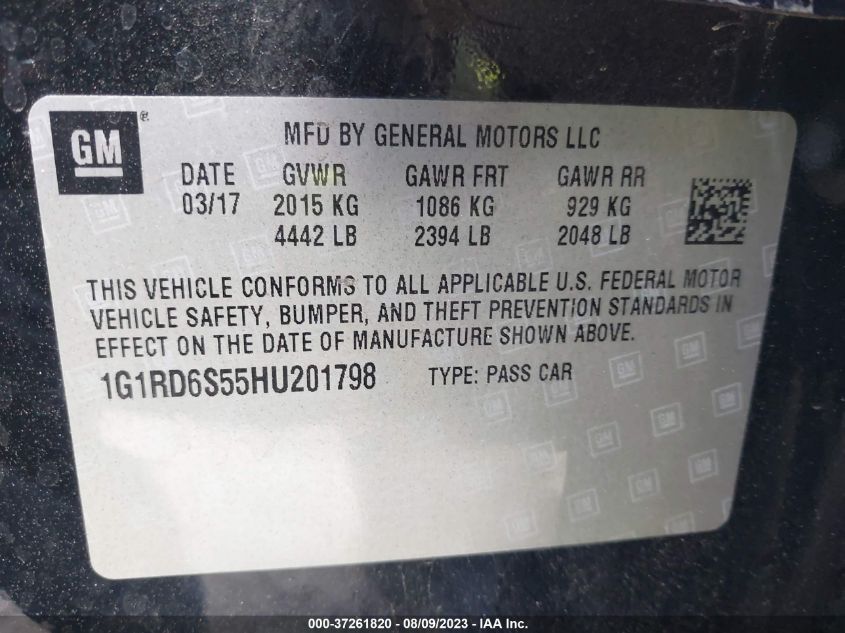 GM
MFD BY GENERAL MOTORS LLC
DATE GVWR GAWR FRT GAWR RR
03/17 2015 KG 1086 KG 929 KG
4442 LB 2394 LB 2048 LB
THIS VEHICLE CONFORMS TO ALL APPLICABLE U.S. FEDERAL MOTOR
VEHICLE SAFETY, BUMPER, AND THEFT PREVENTION STANDARDS IN
EFFECT ON THE DATE OF MANUFACTURE SHOWN ABOVE.
1G1RD6S55HU201798 TYPE: PASS CAR
000-37261820 - 08/09/2023 - IAA Inc.